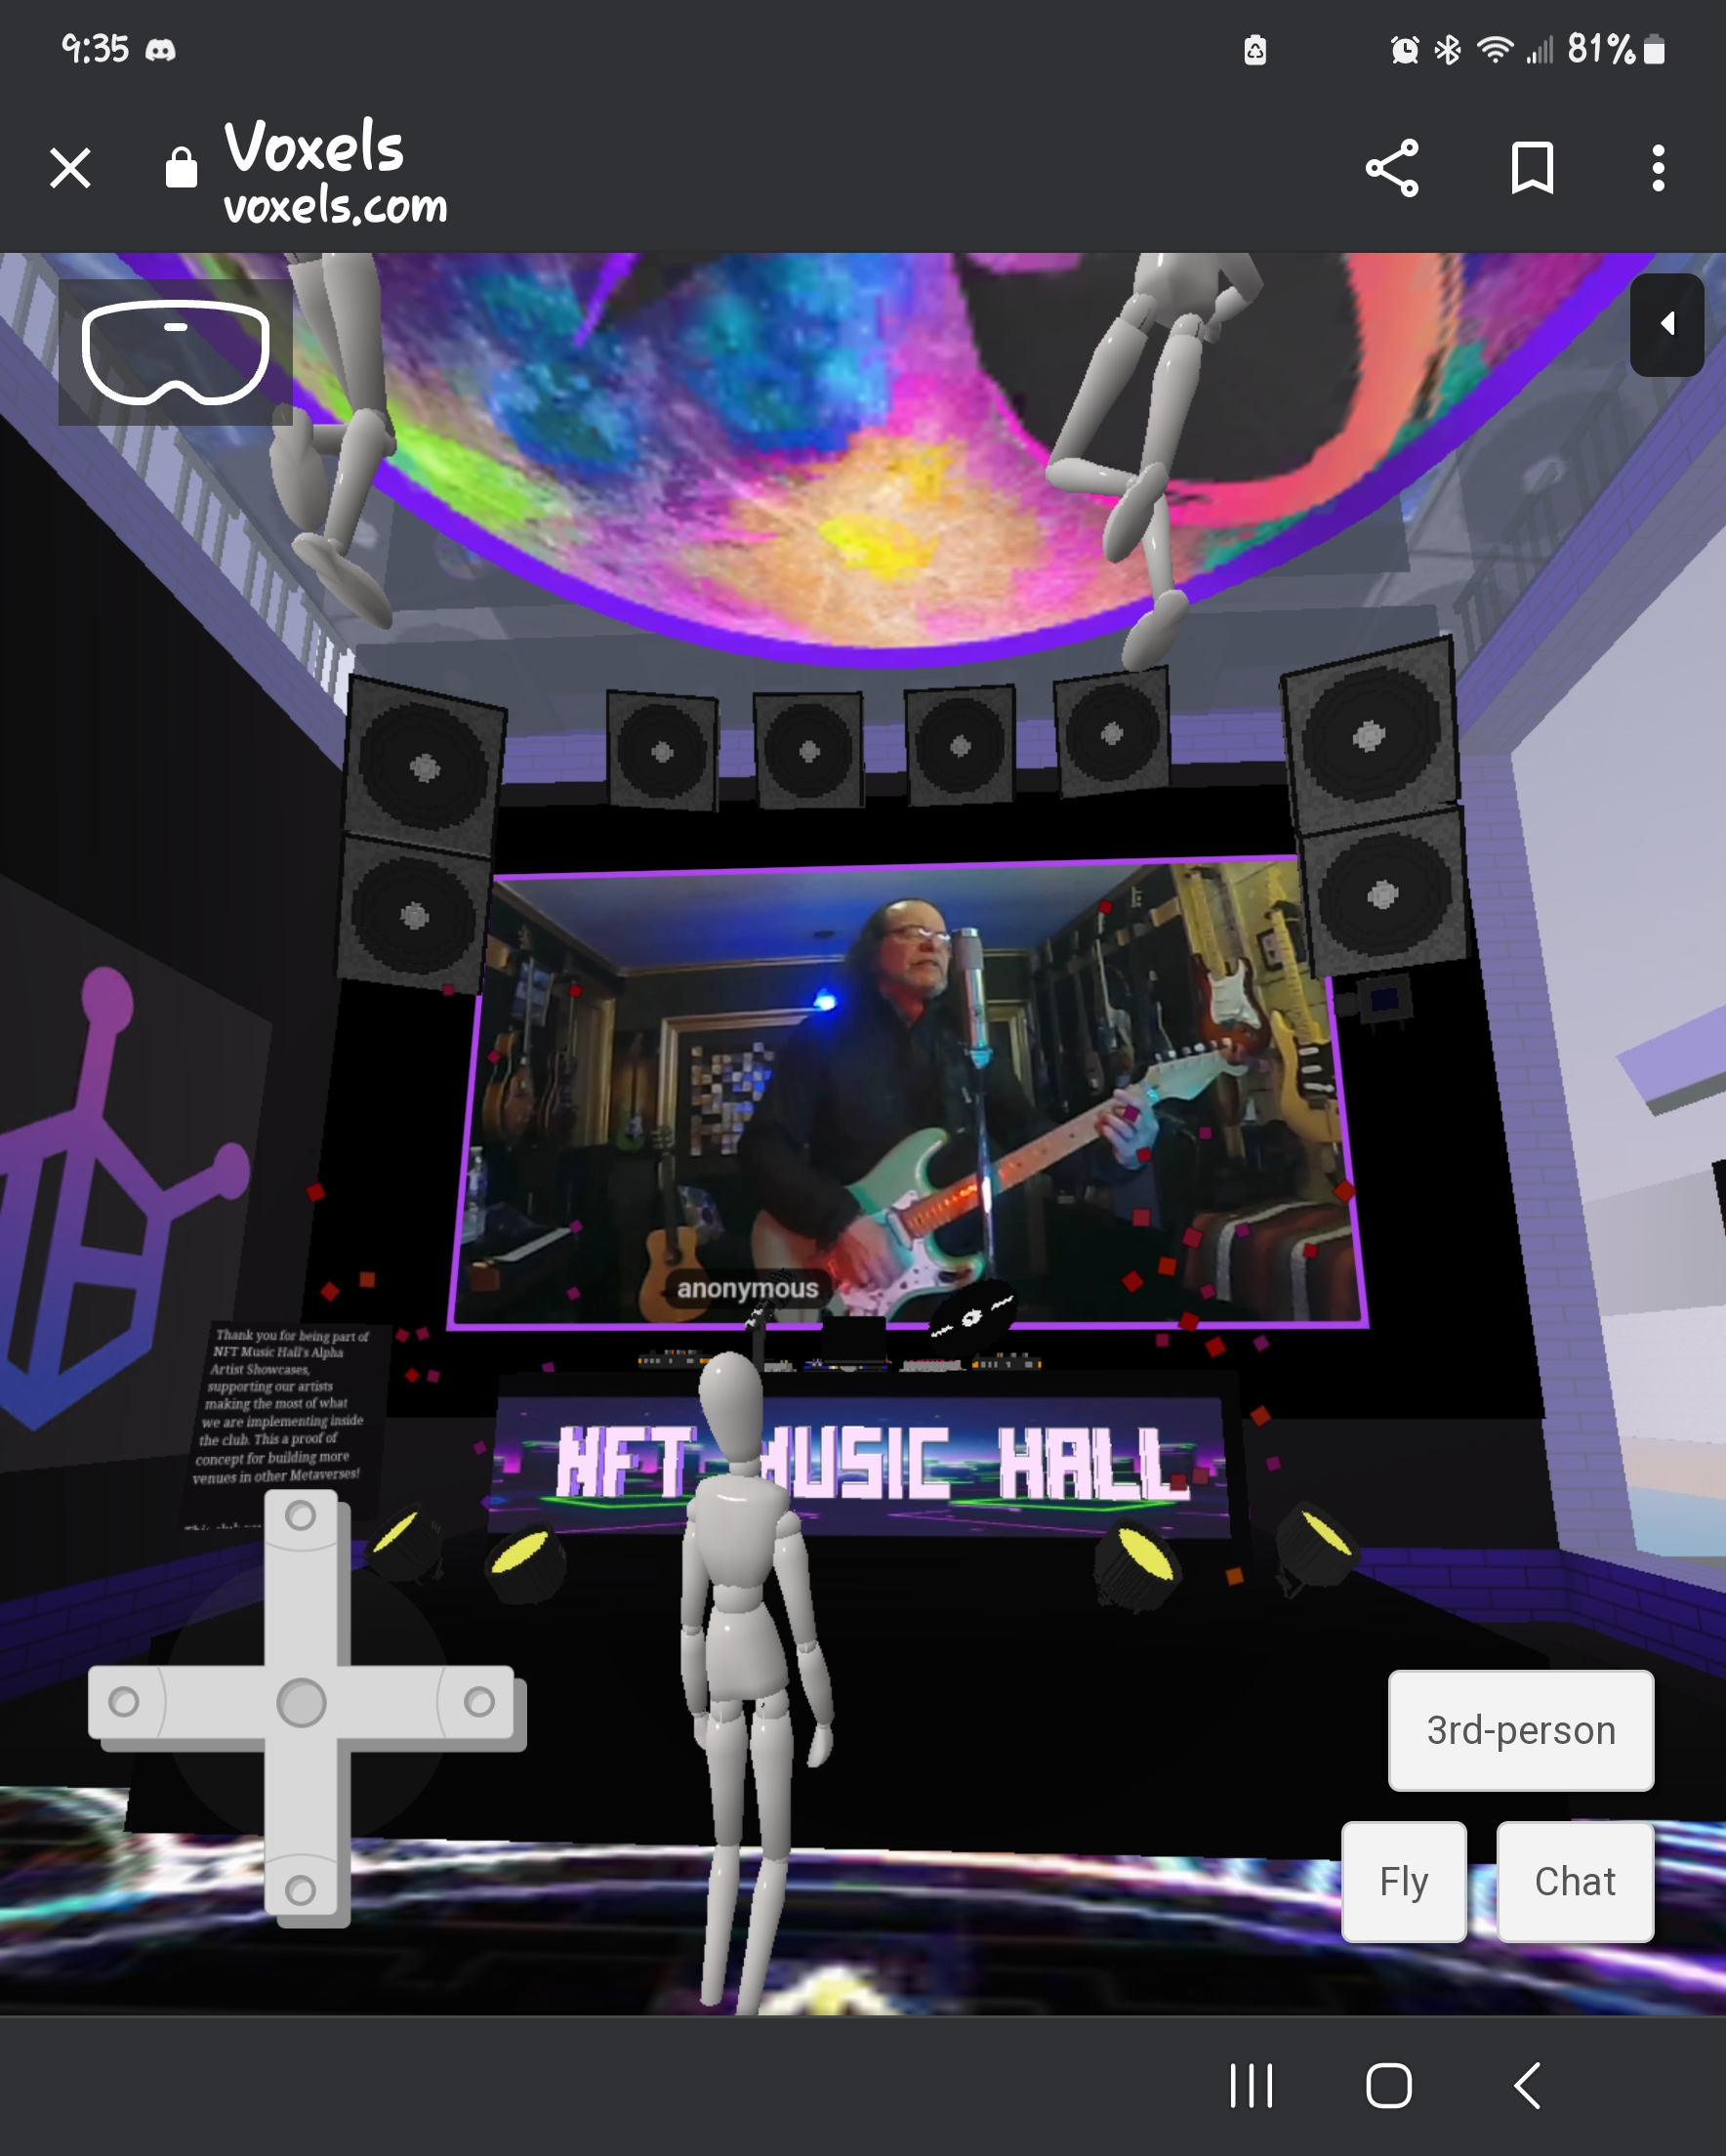 9:35
81%
Voxels
voxels.com
anonymous
Thank you for being part of
NFT Music Hall's Alpha
Artist Showcases,
supporting our artists
making the most of what
we are implementing inside
the club. This a proof of
concept for building more
venues in other Metaverses!
NFT MUSIC HALL
3rd-person
Fly
Chat